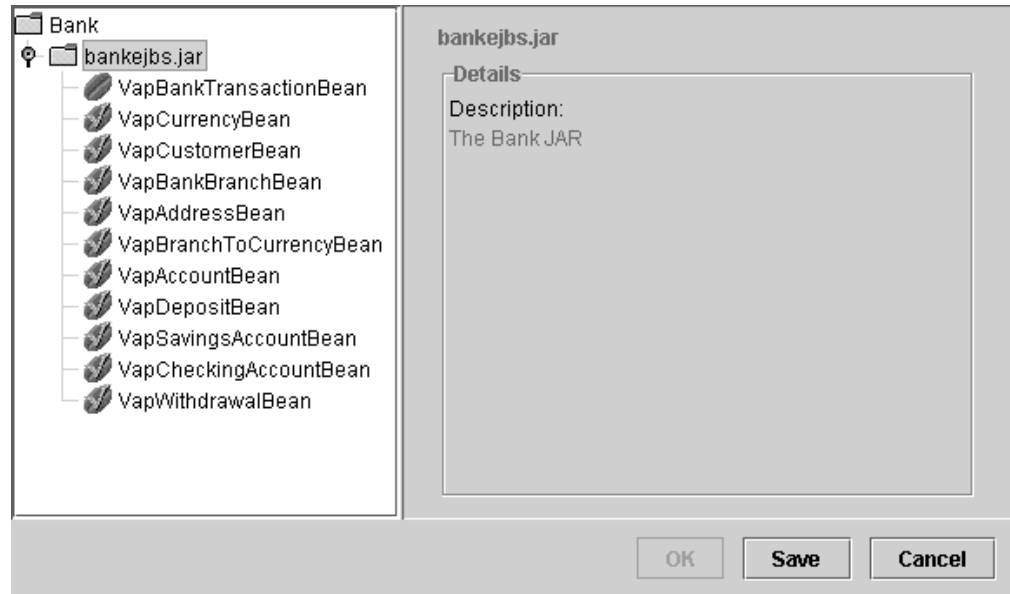 Bank
bankejbs.jar
VapBankTransactionBean
VapCurrencyBean
VapCustomerBean
VapBankBranchBean
VapAddressBean
VapBranchToCurrencyBean
VapAccountBean
VapDepositBean
VapSavingsAccountBean
VapCheckingAccountBean
VapWithdrawalBean
bankejbs.jar
Details
Description:
The Bank JAR
OK
Save
Cancel